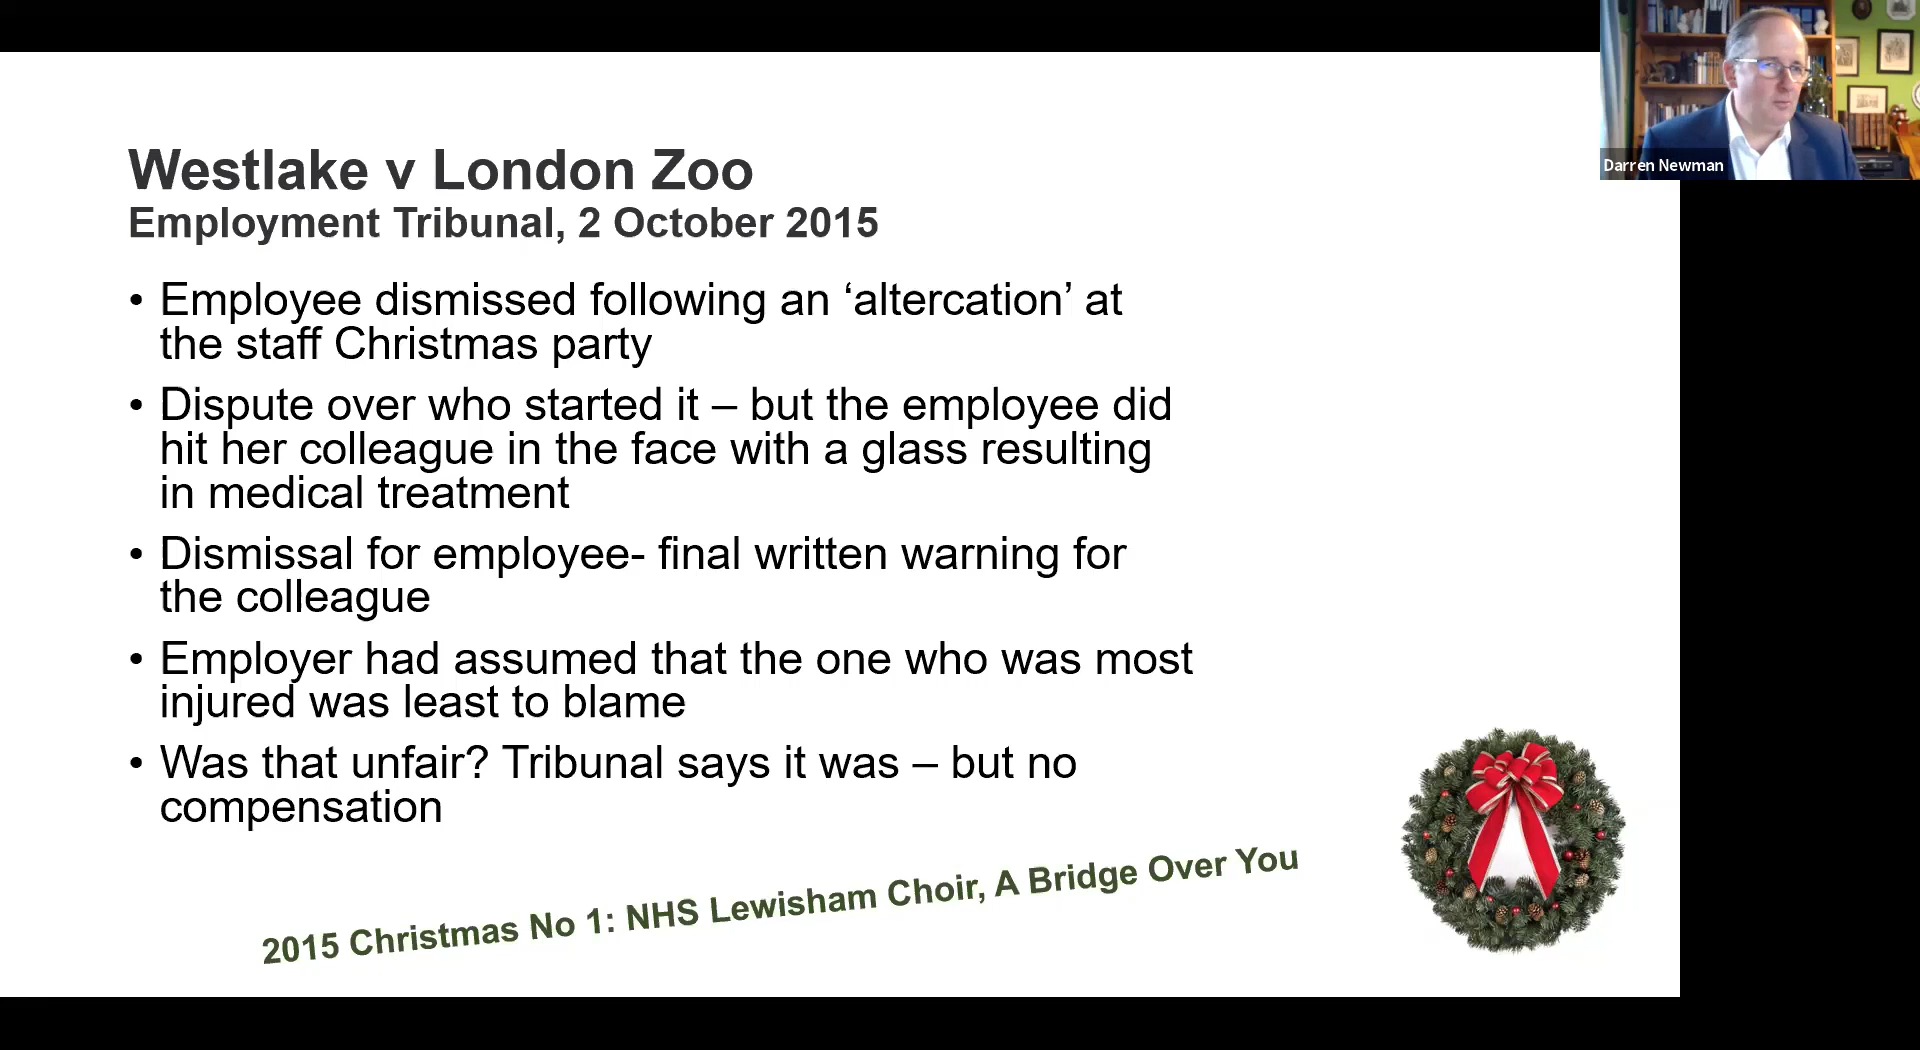 Westlake v London Zoo
Employment Tribunal, 2 October 2015
• Employee dismissed following an ‘altercation’ at
the staff Christmas party
• Dispute over who started it – but the employee did
hit her colleague in the face with a glass resulting
in medical treatment
• Dismissal for employee- final written warning for
the colleague
• Employer had assumed that the one who was most
injured was least to blame
• Was that unfair? Tribunal says it was – but no
compensation
2015 Christmas No 1: NHS Lewisham Choir, A Bridge Over You
Darren Newman